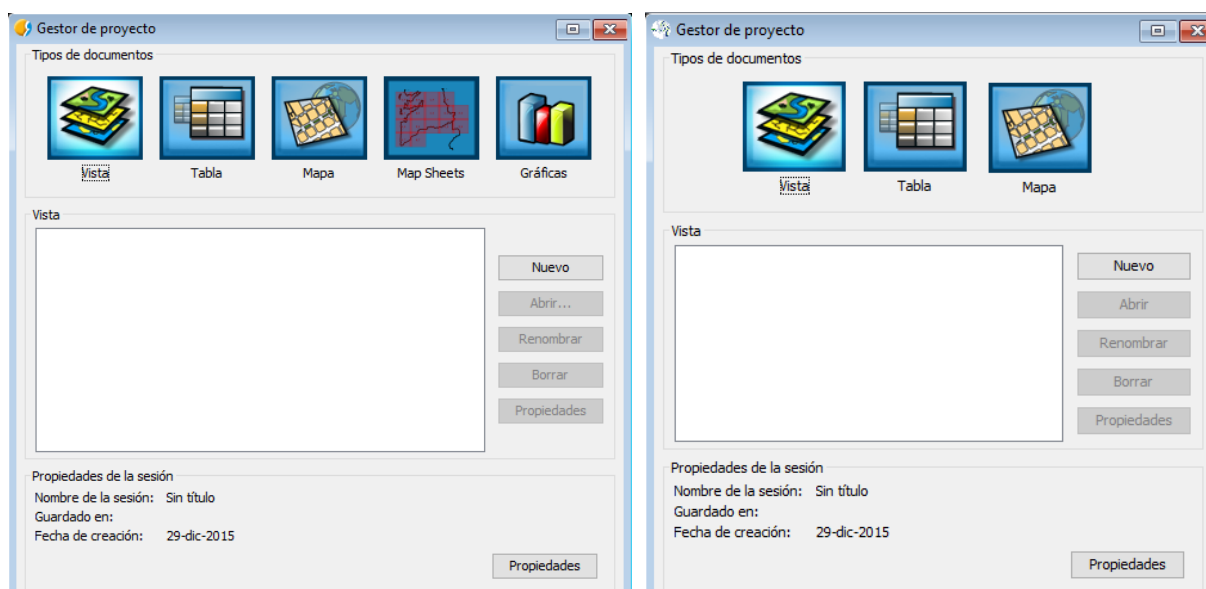 Gestor de proyecto
Tipos de documentos
Vista Tabla Mapa Map Sheets Gráficas
Vista
Nuevo
Abrir...
Renombrar
Borrar
Propiedades
Propiedades de la sesión
Nombre de la sesión: Sin título
Guardado en:
Fecha de creación: 29-dic-2015
Propiedades
Gestor de proyecto
Tipos de documentos
Vista Tabla Mapa
Vista
Nuevo
Abrir
Renombrar
Borrar
Propiedades
Propiedades de la sesión
Nombre de la sesión: Sin título
Guardado en:
Fecha de creación: 29-dic-2015
Propiedades